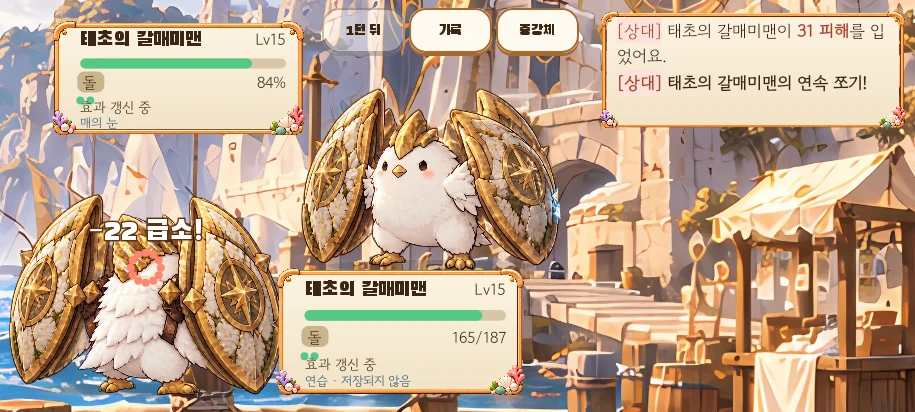 태초의 갈매미맨 Lv15
돌 84%
효과 갱신 중
매의 눈
1턴 뒤
기록
중강체
[상대] 태초의 갈매미맨이 31 피해를 입
었어요.
[상대] 태초의 갈매미맨의 연속 쪼기!
-22 급소!
태초의 갈매미맨 Lv15
돌 165/187
효과 갱신 중
연습 · 저장되지 않음